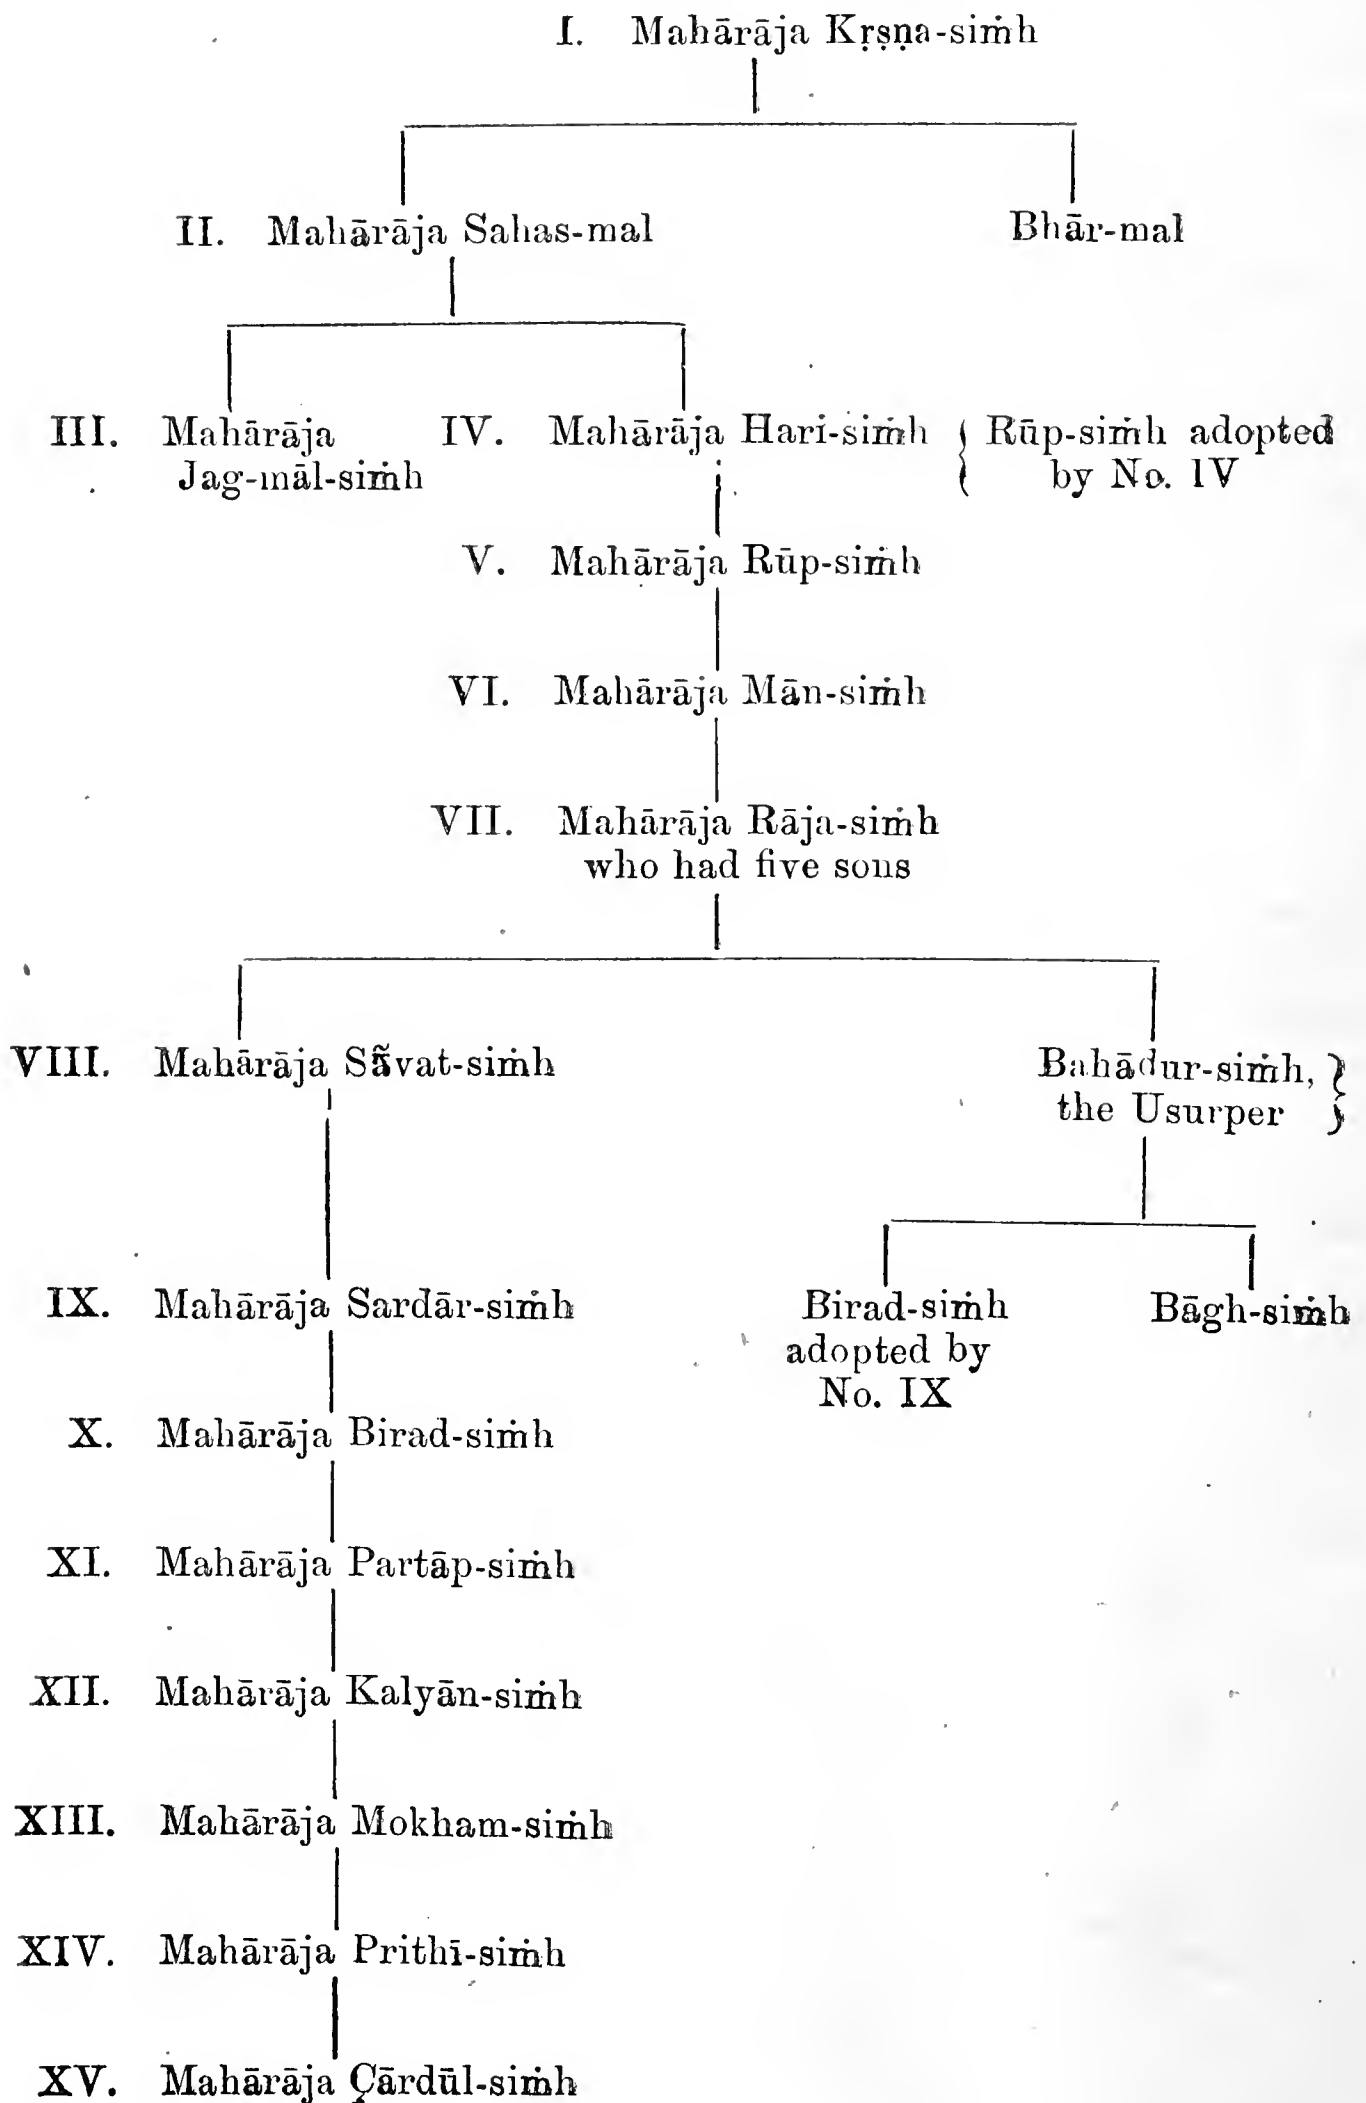 I. Mahārāja Kṛṣṇa-siṁh
II. Mahārāja Sahas-mal
Bhār-mal
III. Mahārāja
Jag-māl-siṁh
IV. Mahārāja Hari-siṁh
{ Rūp-siṁh adopted
by No. IV
V. Mahārāja Rūp-siṁh
VI. Mahārāja Mān-siṁh
VII. Mahārāja Rāja-siṁh
who had five sons
VIII. Mahārāja Sā̃vat-siṁh
Bahādur-siṁh, }
the Usurper
IX. Mahārāja Sardār-siṁh
Birad-siṁh
adopted by
No. IX
Bāgh-siṁh
X. Mahārāja Birad-siṁh
XI. Mahārāja Partāp-siṁh
XII. Mahārāja Kalyān-siṁh
XIII. Mahārāja Mokham-siṁh
XIV. Mahārāja Prithī-siṁh
XV. Mahārāja Çārdūl-siṁh